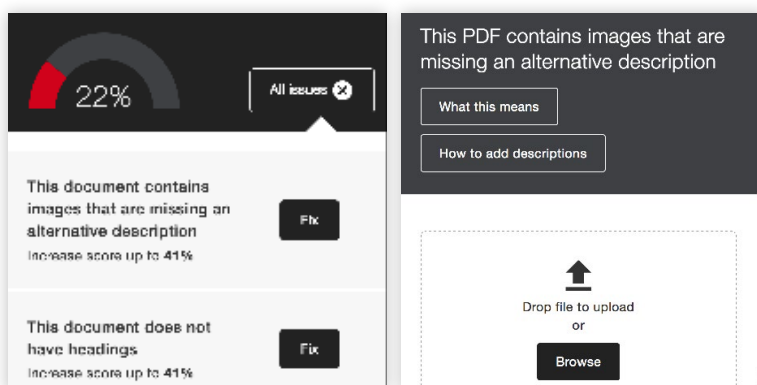 22%
All issues
This document contains
images that are missing an
alternative description
Increase score up to 41%
Fix
This document does not
have headings
Increase score up to 41%
Fix
This PDF contains images that are
missing an alternative description
What this means
How to add descriptions
Drop file to upload
or
Browse